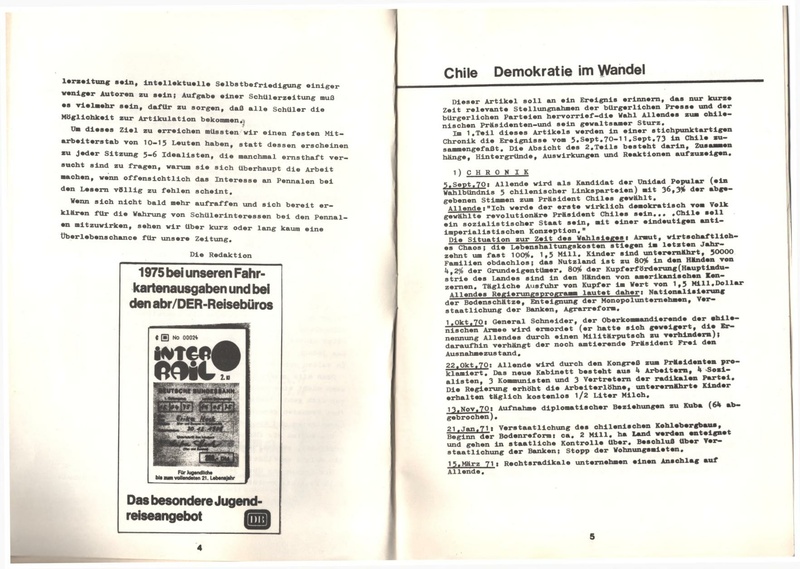 lerzeitung sein, intellektuelle Selbstbefriedigung einiger
weniger Autoren zu sein; Aufgabe einer Schülerzeitung muß
es vielmehr sein, dafür zu sorgen, daß alle Schüler die
Möglichkeit zur Artikulation bekommen.
Um dieses Ziel zu erreichen müssten wir einen festen Mit-
arbeiterstab von 10-15 Leuten haben, statt dessen erscheinen
zu jeder Sitzung 5-6 Idealisten, die manchmal ernsthaft ver-
sucht sind zu fragen, warum sie sich überhaupt die Arbeit
machen, wenn offensichtlich das Interesse an Pennalen bei
den Lesern völlig zu fehlen scheint.
Wenn sich nicht bald mehr aufraffen und sich bereit er-
klären für die Wahrung von Schülerinteressen bei den Pennal-
en mitzuwirken, sehen wir über kurz oder lang kaum eine
Überlebenschance für unsere Zeitung.
Die Redaktion
1975 bei unseren Fahr-
kartenausgaben und bei
den abr/DER-Reisebüros
No 00024
INTER
RAIL
2. u
DEUTSCHE BUNDESBAHN
Für Jugendliche
bis zum vollendeten 21. Lebensjahr
Das besondere Jugend-
reiseangebot
DB
4
Chile Demokratie im Wandel
Dieser Artikel soll an ein Ereignis erinnern, das nur kurze
Zeit relevante Stellungnahmen der bürgerlichen Presse und der
bürgerlichen Parteien hervorrief-die Wahl Allendes zum chile-
nischen Präsidenten-und sein gewaltsamer Sturz.
Im 1.Teil dieses Artikels werden in einer stichpunktartigen
Chronik die Ereignisse vom 5.Sept.70-11.Sept.73 in Chile zu-
sammengefaßt. Die Absicht des 2.Teils besteht darin, Zusammen
hänge, Hintergründe, Auswirkungen und Reaktionen aufzuzeigen.
1) CHRONIK
5.Sept.70: Allende wird als Kandidat der Unidad Popular (ein
Wahlbündnis 5 chilenischer Linksparteien) mit 36,3% der abge-
gebenen Stimmen zum Präsident Chiles gewählt.
Allende:"Ich werde der erste wirklich demokratisch vom Volk
gewählte revolutionäre Präsident Chiles sein... .Chile soll
ein sozialistischer Staat sein, mit einer eindeutigen anti-
imperialistischen Konzeption."
Die Situation zur Zeit des Wahlsieges: Armut, wirtschaftlich-
es Chaos; die Lebenshaltungskosten stiegen im letzten Jahr-
zehnt um fast 100%. 1,5 Mill. Kinder sind unterernährt, 50000
Familien obdachlos; das Nutzland ist zu 80% in den Händen von
4,2% der Grundeigentümer, 80% der Kupferförderung(Hauptindu-
strie des Landes sind in den Händen von amerikanischen Kon-
zernen. Tägliche Ausfuhr von Kupfer im Wert von 1,5 Mill.Dollar
Allendes Regierungsprogramm lautet daher: Nationalisierung
der Bodenschätze, Enteignung der Monopolunternehmen, Ver-
staatlichung der Banken, Agrarreform.
1.Okt.70: General Schneider, der Oberkommandierende der chile-
nischen Armee wird ermordet (er hatte sich geweigert, die Er-
nennung Allendes durch einen Militärputsch zu verhindern);
daraufhin verhängt der noch amtierende Präsident Frei den
Ausnahmezustand.
22.Okt.70: Allende wird durch den Kongreß zum Präsidenten pro-
klamiert. Das neue Kabinett besteht aus 4 Arbeitern, 4 Sozi-
alisten, 3 Kommunisten und 3 Vertretern der radikalen Partei.
Die Regierung erhöht die Arbeiterlöhne, unterernährte Kinder
erhalten täglich kostenlos 1/2 Liter Milch.
13.Nov.70: Aufnahme diplomatischer Beziehungen zu Kuba (64 ab-
gebrochen).
21.Jan.71: Verstaatlichung des chilenischen Kohlebergbaus,
Beginn der Bodenreform: ca. 2 Mill. ha Land werden enteignet
und gehen in staatliche Kontrolle über. Beschluß über Ver-
staatlichung der Banken; Stopp der Wohnungsmieten.
15.März 71: Rechtsradikale unternehmen einen Anschlag auf
Allende.
5